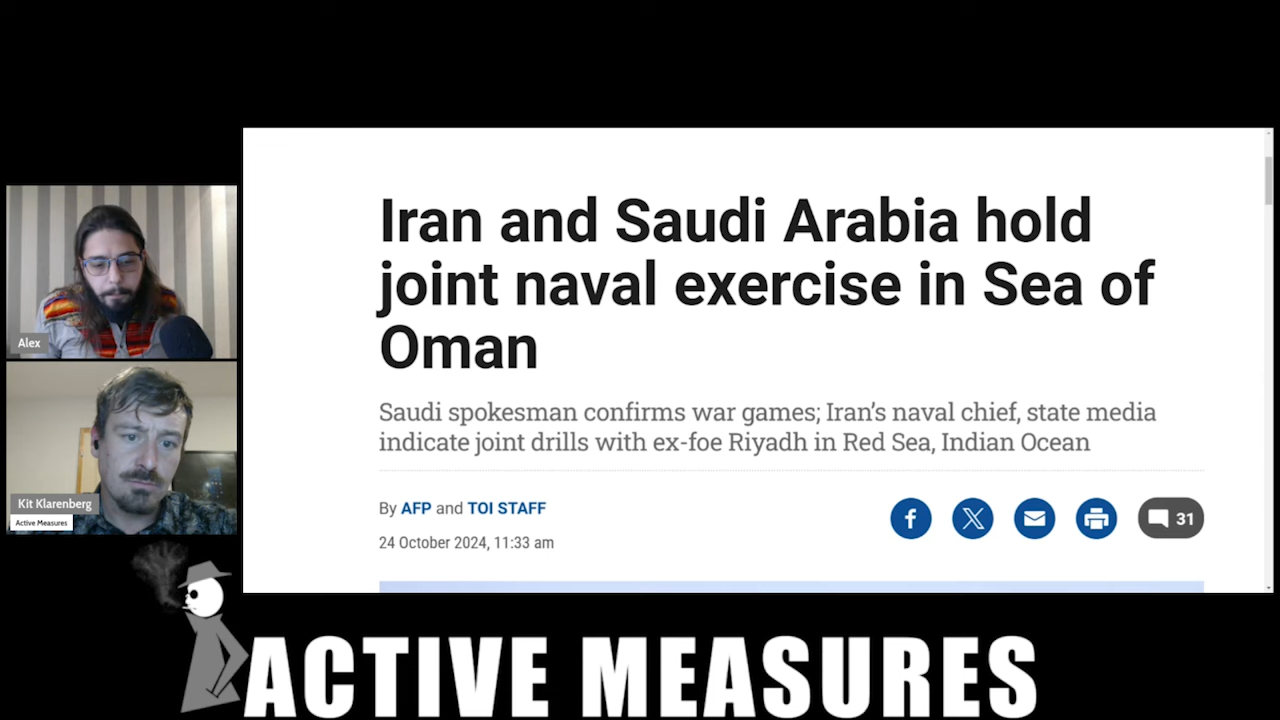 Iran and Saudi Arabia hold
joint naval exercise in Sea of
Oman
Saudi spokesman confirms war games; Iran's naval chief, state media
indicate joint drills with ex-foe Riyadh in Red Sea, Indian Ocean
By AFP and TOI STAFF
24 October 2024, 11:33 am
31
Alex
Kit Klarenberg
Active Measures
ACTIVE MEASURES